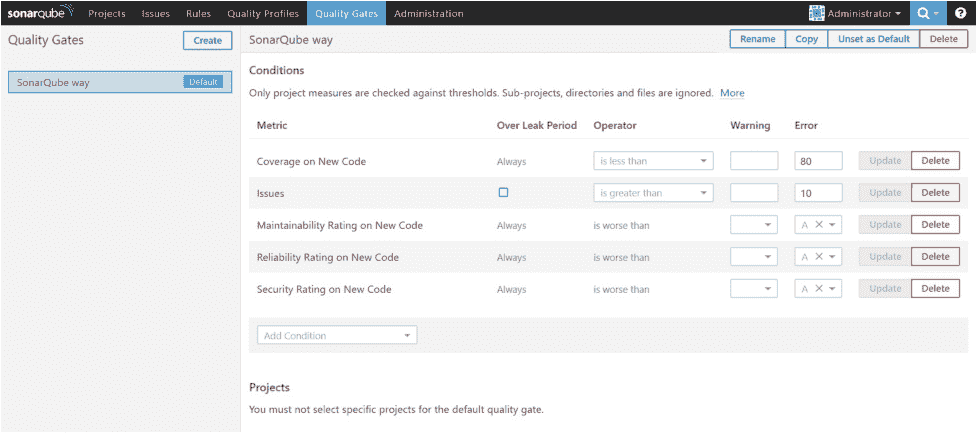 sonarqube Projects Issues Rules Quality Profiles Quality Gates Administration Administrator ?
Quality Gates Create SonarQube way Rename Copy Unset as Default Delete
SonarQube way Default
Conditions
Only project measures are checked against thresholds. Sub-projects, directories and files are ignored. More
Metric Over Leak Period Operator Warning Error
Coverage on New Code Always is less than 80 Update Delete
Issues is greater than 10 Update Delete
Maintainability Rating on New Code Always is worse than A Update Delete
Reliability Rating on New Code Always is worse than A Update Delete
Security Rating on New Code Always is worse than A Update Delete
Add Condition
Projects
You must not select specific projects for the default quality gate.